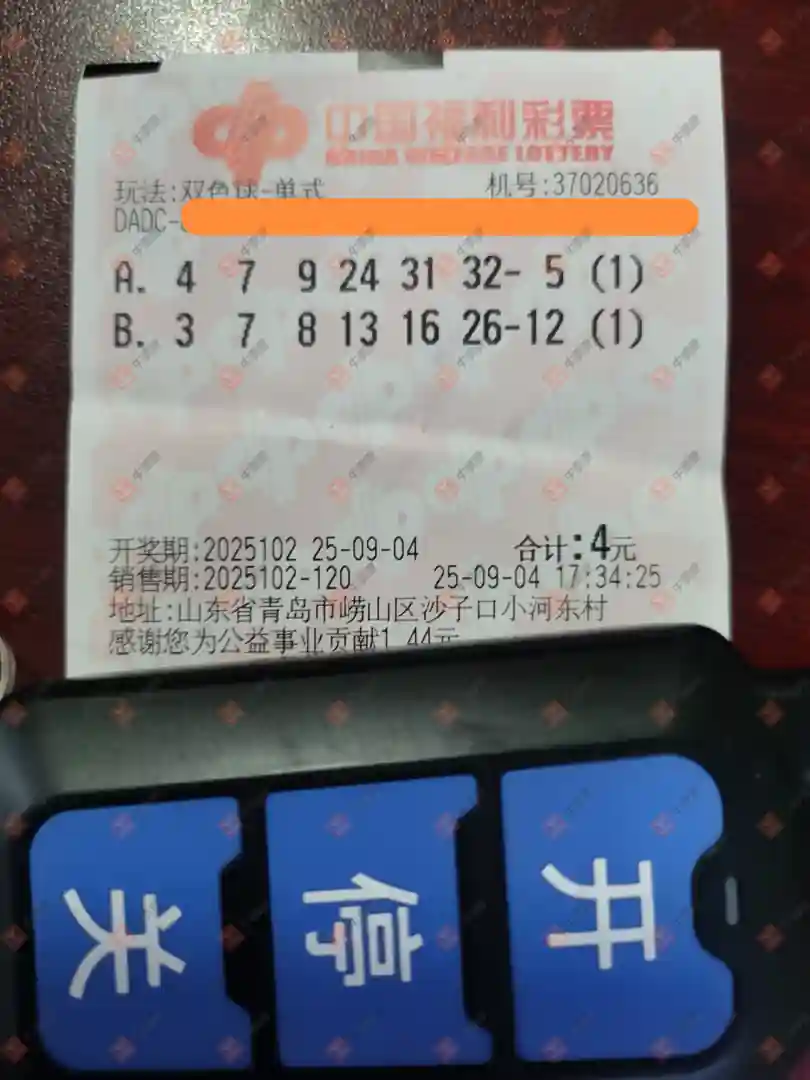 中国福利彩票
CHINA WELFARE LOTTERY
玩法:双色球-单式 机号:37020636
DADC-
A. 4 7 9 24 31 32- 5 (1)
B. 3 7 8 13 16 26-12 (1)
开奖期:2025102 25-09-04 合计:4元
销售期:2025102-120 25-09-04 17:34:25
地址:山东省青岛市崂山区沙子口小河东村
感谢您为公益事业贡献1.44元
关 停 开